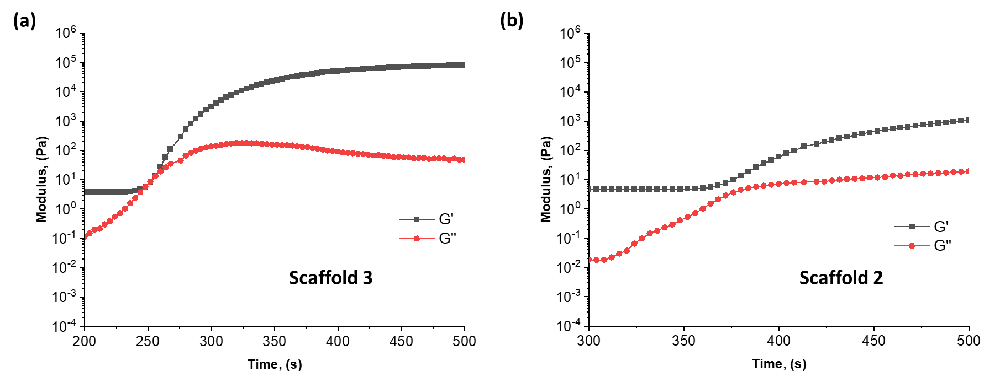 (a)
10^6
10^5
10^4
10^3
10^2
10^1
10^0
10^-1
10^-2
10^-3
10^-4
Modulus, (Pa)
200 250 300 350 400 450 500
Time, (s)
G'
G"
Scaffold 3
(b)
10^6
10^5
10^4
10^3
10^2
10^1
10^0
10^-1
10^-2
10^-3
10^-4
Modulus, (Pa)
300 350 400 450 500
Time, (s)
G'
G"
Scaffold 2